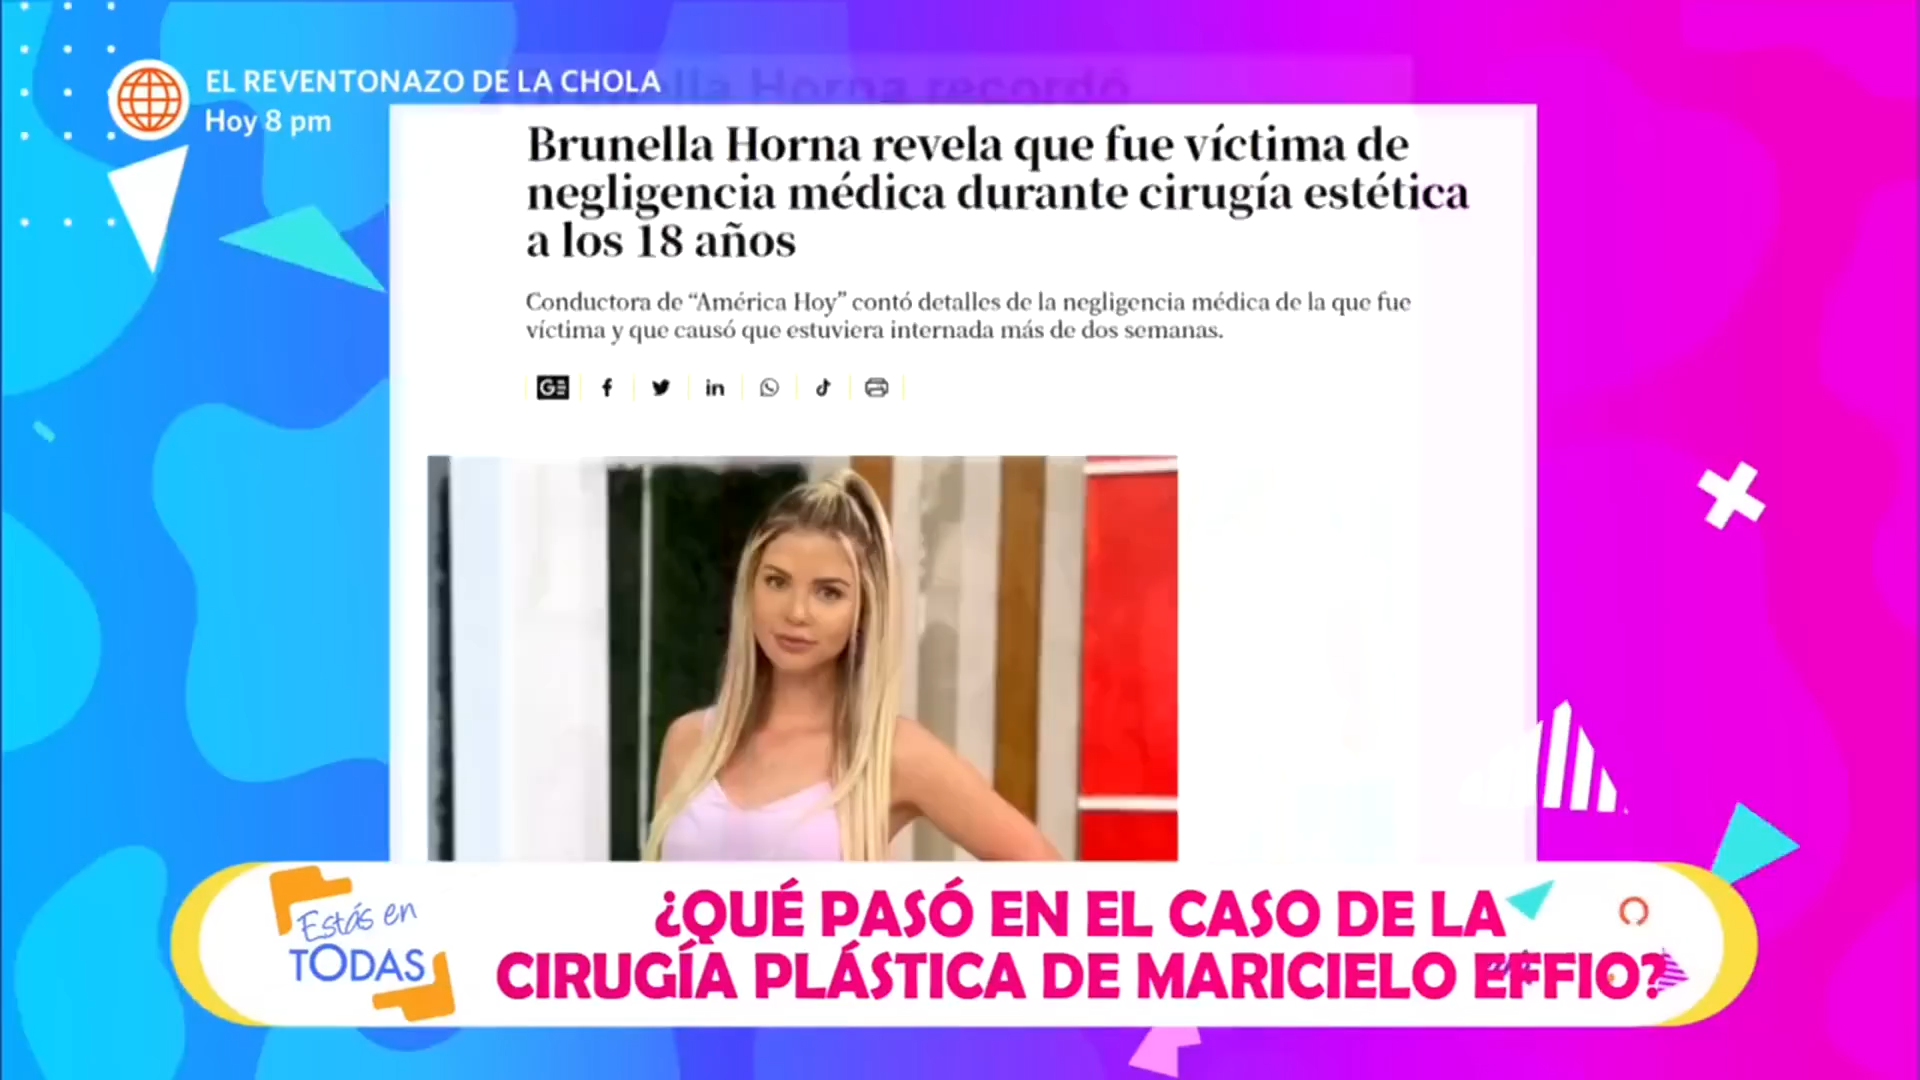 EL REVENTONAZO DE LA CHOLA
Hoy 8 pm
Horna recordó
Brunella Horna revela que fue víctima de
negligencia médica durante cirugía estética
a los 18 años
Conductora de “América Hoy” contó detalles de la negligencia médica de la que fue
víctima y que causó que estuviera internada más de dos semanas.
Estás en
TODAS
¿QUÉ PASÓ EN EL CASO DE LA
CIRUGÍA PLÁSTICA DE MARICIELO EFFIO?